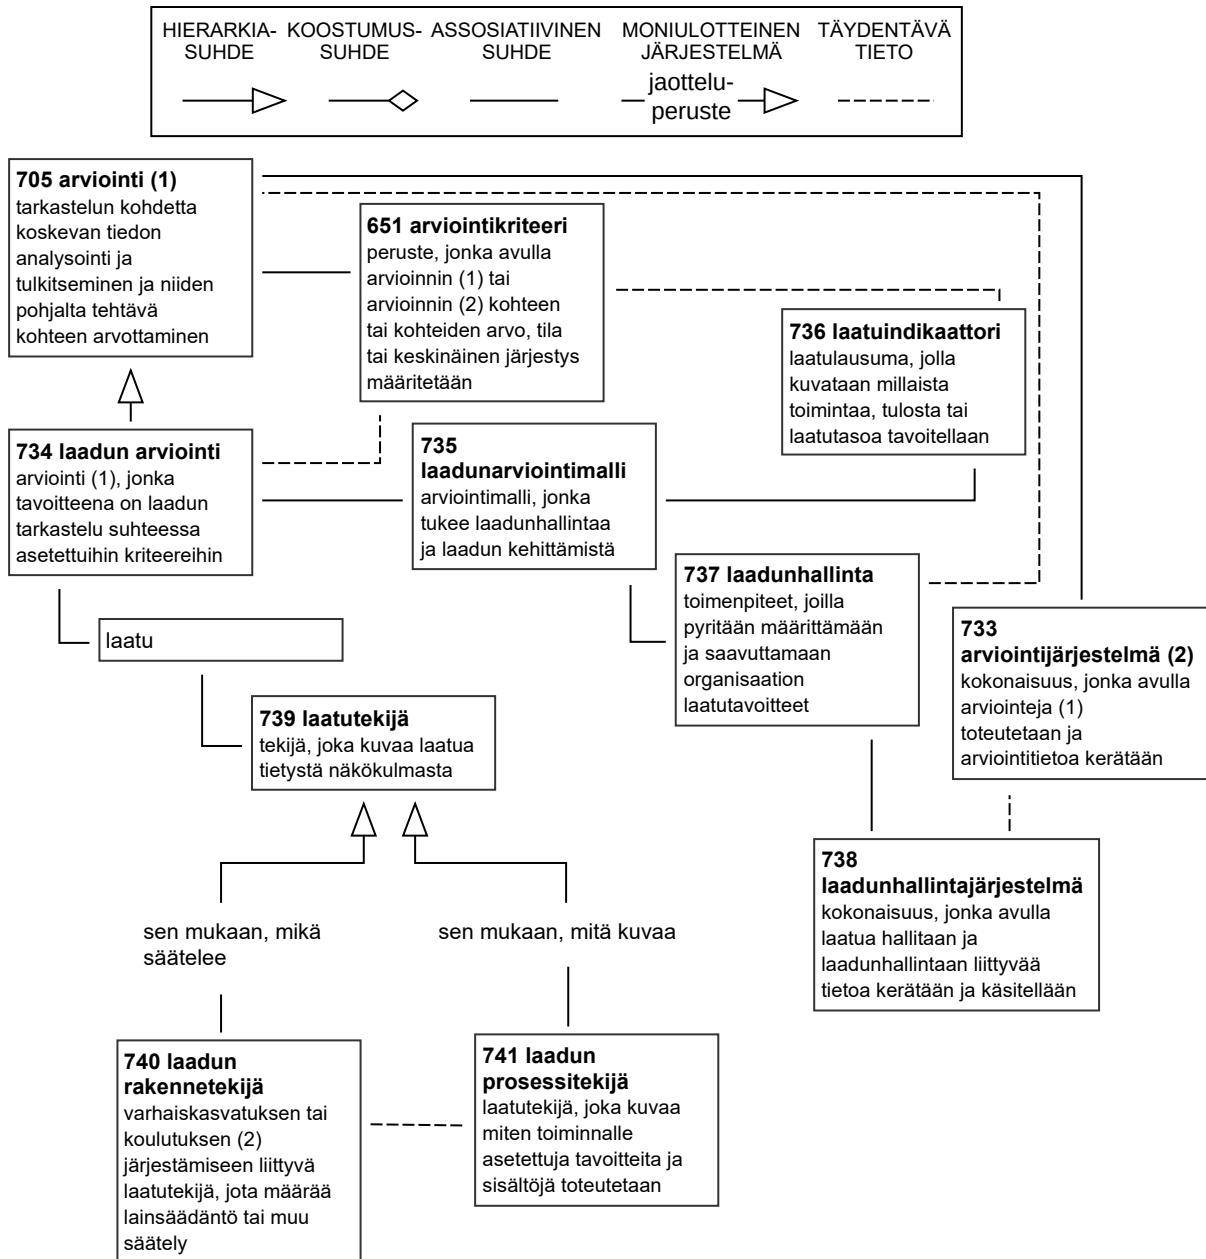 HIERARKIA-
SUHDE
KOOSTUMUS-
SUHDE
ASSOSIATIIVINEN
SUHDE
MONIULOTTEINEN
JÄRJESTELMÄ
TÄYDENTÄVÄ
TIETO
jaottelu-
peruste
705 arviointi (1)
tarkastelun kohdetta
koskevan tiedon
analysointi ja
tulkitseminen ja niiden
pohjalta tehtävä
kohteen arvottaminen
651 arviointikriteeri
peruste, jonka avulla
arvioinnin (1) tai
arvioinnin (2) kohteen
tai kohteiden arvo, tila
tai keskinäinen järjestys
määritetään
736 laatuindikaattori
laatulausuma, jolla
kuvataan millaista
toimintaa, tulosta tai
laatutasoa tavoitellaan
734 laadun arviointi
arviointi (1), jonka
tavoitteena on laadun
tarkastelu suhteessa
asetettuihin kriteereihin
735
laadunarviointimalli
arviointimalli, jonka
tukee laadunhallintaa
ja laadun kehittämistä
737 laadunhallinta
toimenpiteet, joilla
pyritään määrittämään
ja saavuttamaan
organisaation
laatutavoitteet
733
arviointijärjestelmä (2)
kokonaisuus, jonka avulla
arviointeja (1)
toteutetaan ja
arviointitietoa kerätään
laatu
739 laatutekijä
tekijä, joka kuvaa laatua
tietystä näkökulmasta
738
laadunhallintajärjestelmä
kokonaisuus, jonka avulla
laatua hallitaan ja
laadunhallintaan liittyvää
tietoa kerätään ja käsitellään
sen mukaan, mikä
säätelee
sen mukaan, mitä kuvaa
740 laadun
rakennetekijä
varhaiskasvatuksen tai
koulutuksen (2)
järjestämiseen liittyvä
laatutekijä, jota määrää
lainsäädäntö tai muu
säätely
741 laadun
prosessitekijä
laatutekijä, joka kuvaa
miten toiminnalle
asetettuja tavoitteita ja
sisältöjä toteutetaan